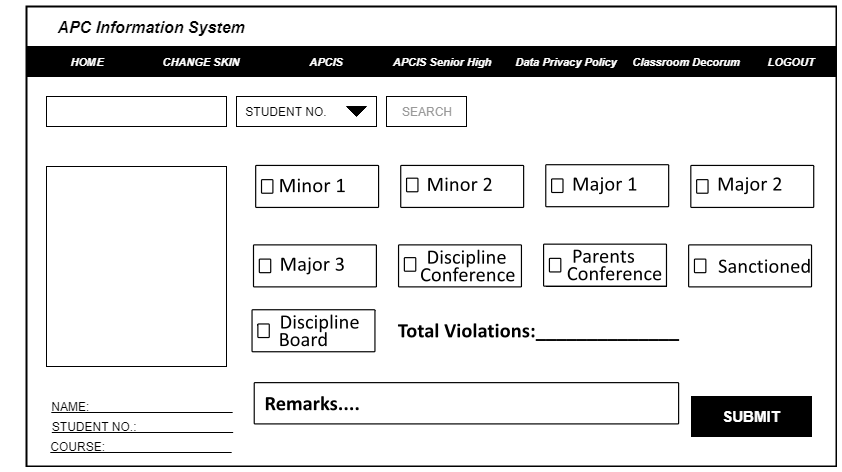 APC Information System
HOME CHANGE SKIN APCIS APCIS Senior High Data Privacy Policy Classroom Decorum LOGOUT
STUDENT NO. SEARCH
Minor 1 Minor 2 Major 1 Major 2
Major 3 Discipline Conference Parents Conference Sanctioned
Discipline Board Total Violations:_______________
Remarks....
NAME:
STUDENT NO.:
COURSE:
SUBMIT